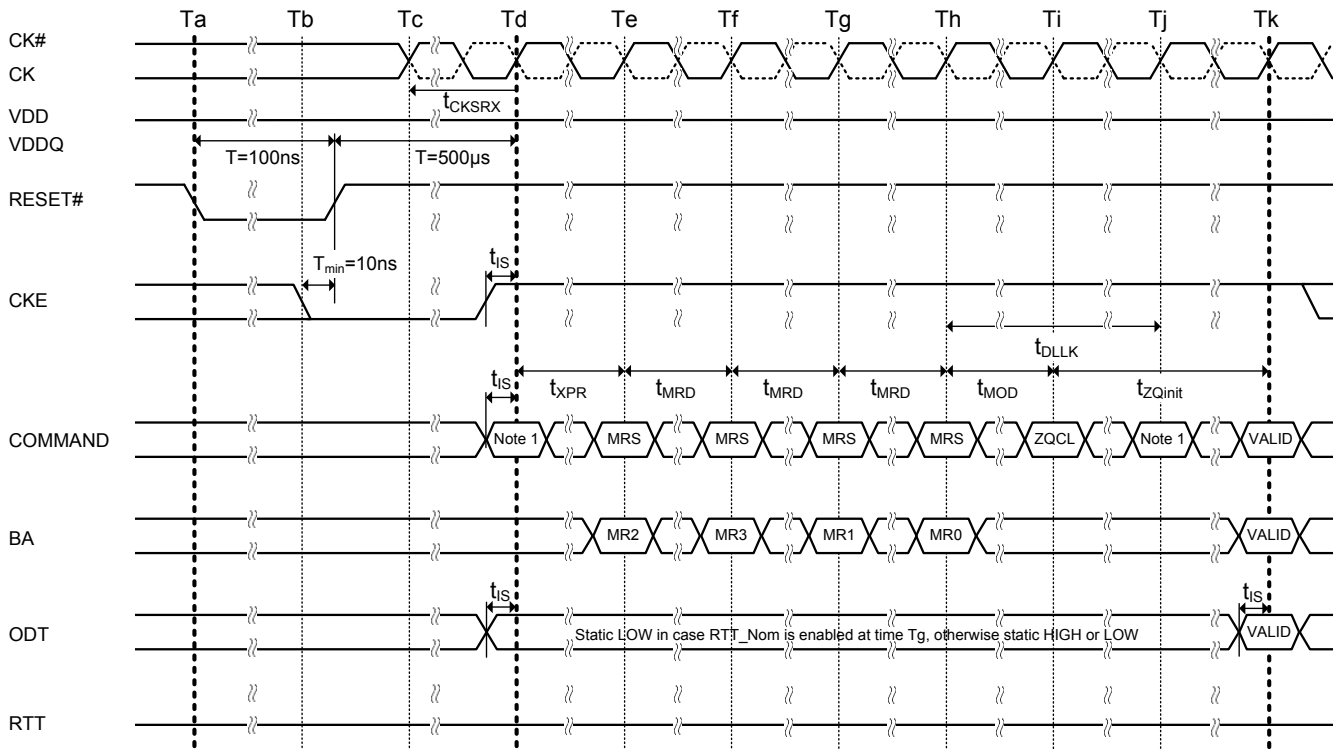 Ta Tb Tc Td Te Tf Tg Th Ti Tj Tk
CK#
CK
tCKSRX
VDD
VDDQ
T=100ns T=500µs
RESET#
Tmin=10ns tIS
CKE
tDLLK
tIS tXPR tMRD tMRD tMRD tMOD tZQinit
COMMAND Note 1 MRS MRS MRS MRS ZQCL Note 1 VALID
BA MR2 MR3 MR1 MR0 VALID
tIS tIS
ODT Static LOW in case RTT_Nom is enabled at time Tg, otherwise static HIGH or LOW VALID
RTT